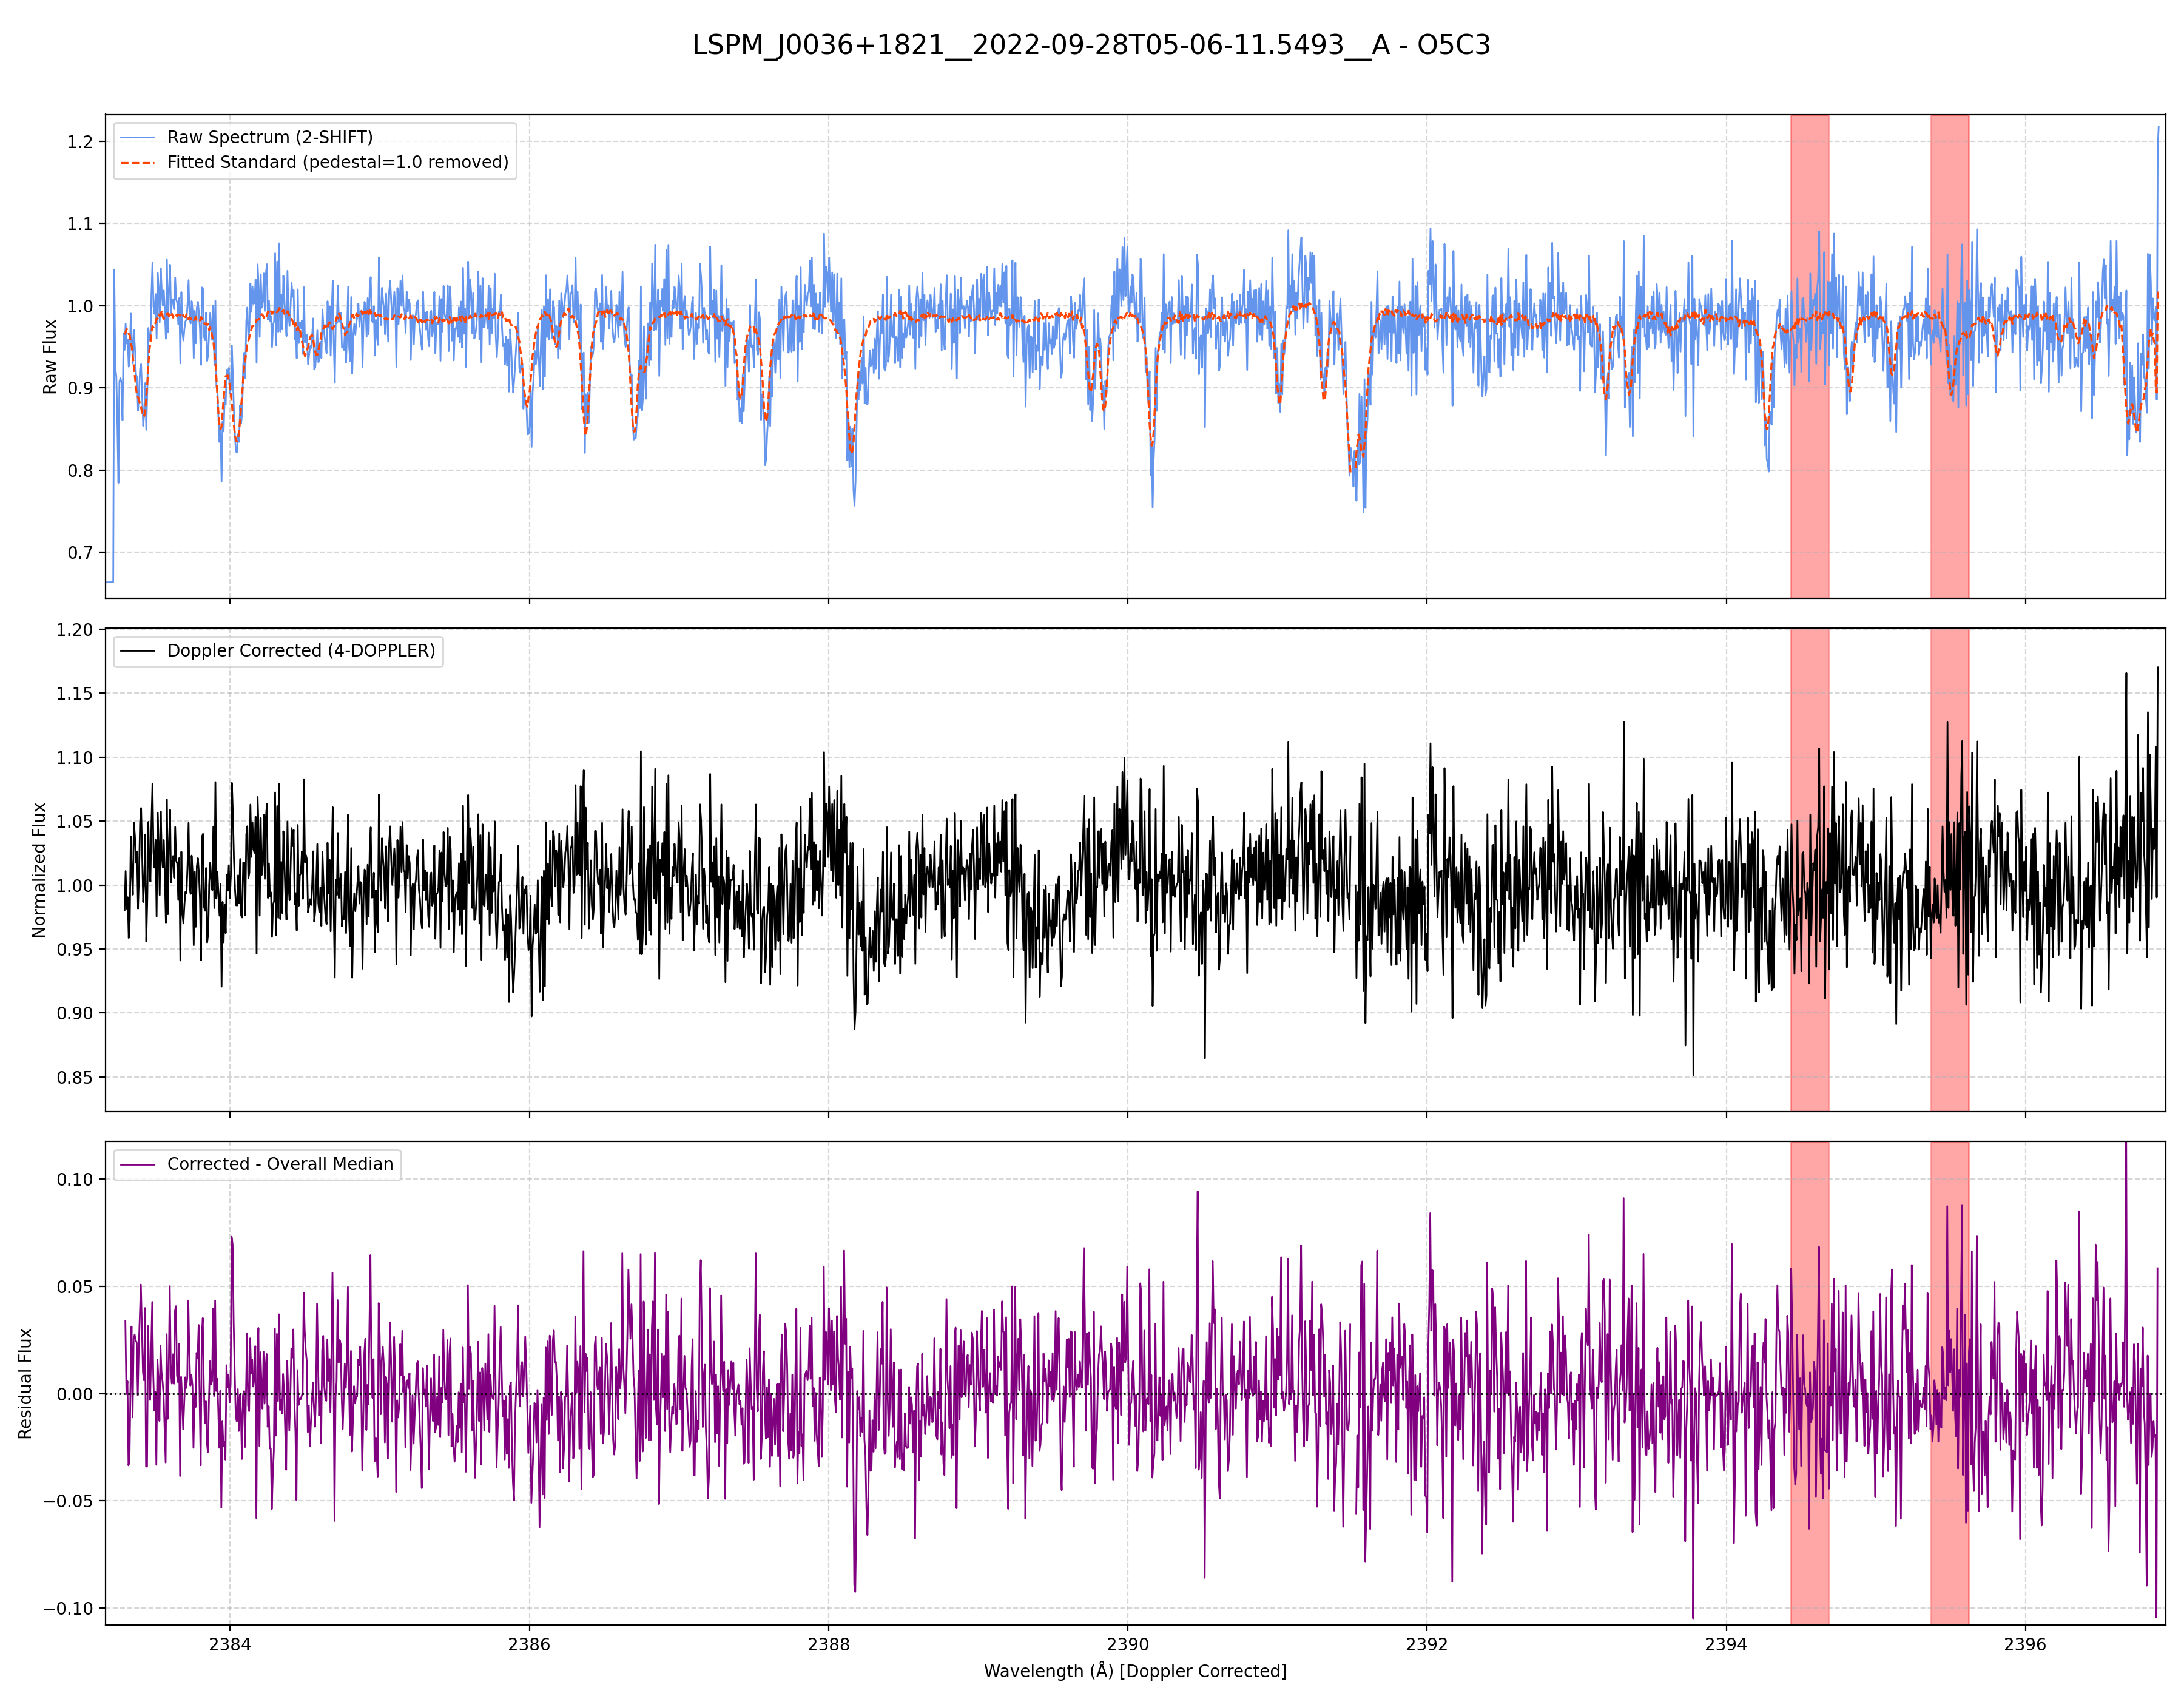 LSPM_J0036+1821__2022-09-28T05-06-11.5493__A - O5C3
Raw Spectrum (2-SHIFT)
Fitted Standard (pedestal=1.0 removed)
Raw Flux
1.2
1.1
1.0
0.9
0.8
0.7
Doppler Corrected (4-DOPPLER)
Normalized Flux
1.20
1.15
1.10
1.05
1.00
0.95
0.90
0.85
Corrected - Overall Median
Residual Flux
0.10
0.05
0.00
−0.05
−0.10
2384 2386 2388 2390 2392 2394 2396
Wavelength (Å) [Doppler Corrected]